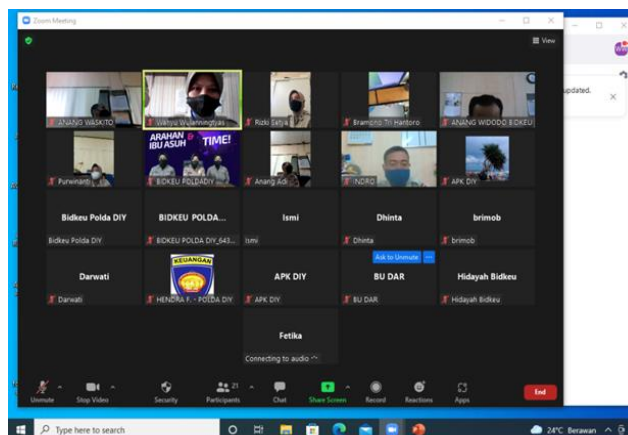 Zoom Meeting
View
updated.
ANANG WASKITO
Wahyu Wulanningtyas
Rizki Setya
Bramono Tri Hantoro
ANANG WIDODO BIDKEU
ARAHAN &
IBU ASUH
TIME!
Purwinanti
BIDKEU POLDADIY
Anang Adi
INDRO
APK DIY
Bidkeu Polda DIY
Bidkeu Polda DIY
BIDKEU POLDA...
BIDKEU POLDA DIY_643...
Ismi
Ismi
Dhinta
Dhinta
brimob
brimob
Darwati
Darwati
KEUANGAN
HENDRA F. - POLDA DIY
APK DIY
APK DIY
Ask to Unmute
BU DAR
BU DAR
Hidayah Bidkeu
Hidayah Bidkeu
Fetika
Connecting to audio
Unmute
Stop Video
Security
21
Participants
Chat
Share Screen
Record
Reactions
Apps
End
Type here to search
24°C Berawan